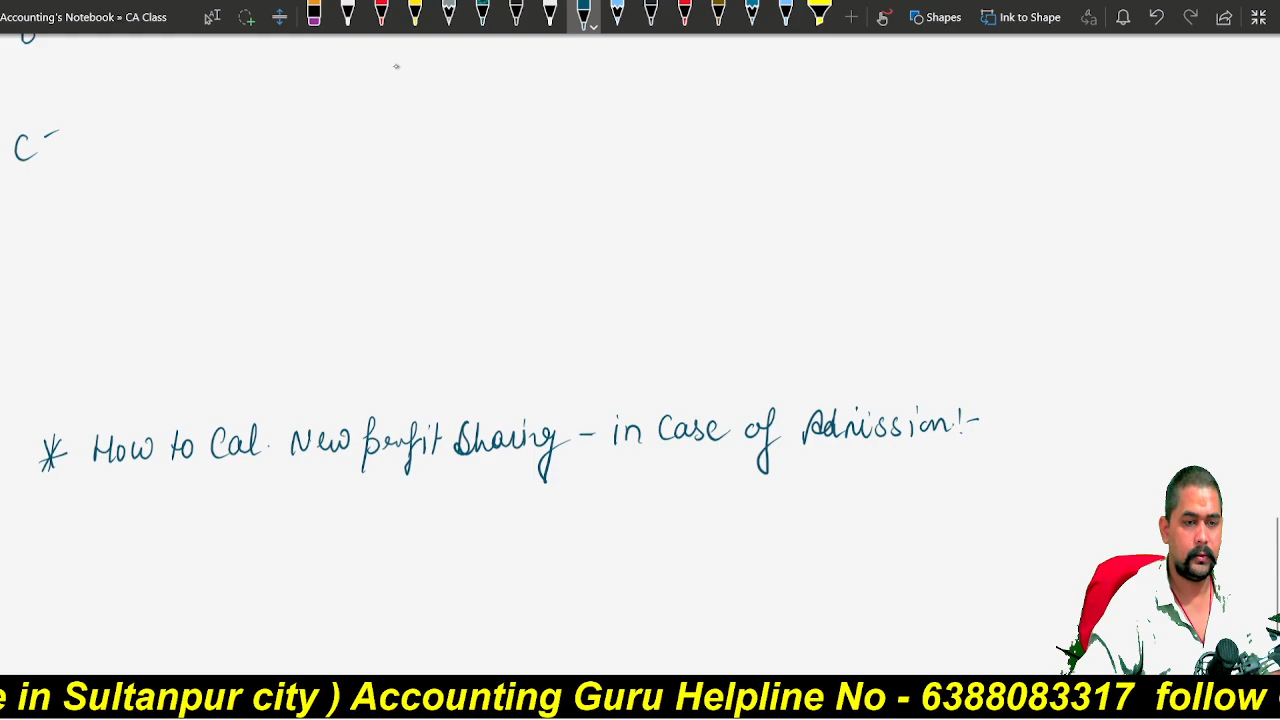 Accounting's Notebook » CA Class
Shapes
Ink to Shape
C -
* How to Cal. New profit Sharing - in Case of Admission:-
e in Sultanpur city ) Accounting Guru Helpline No - 6388083317 follow